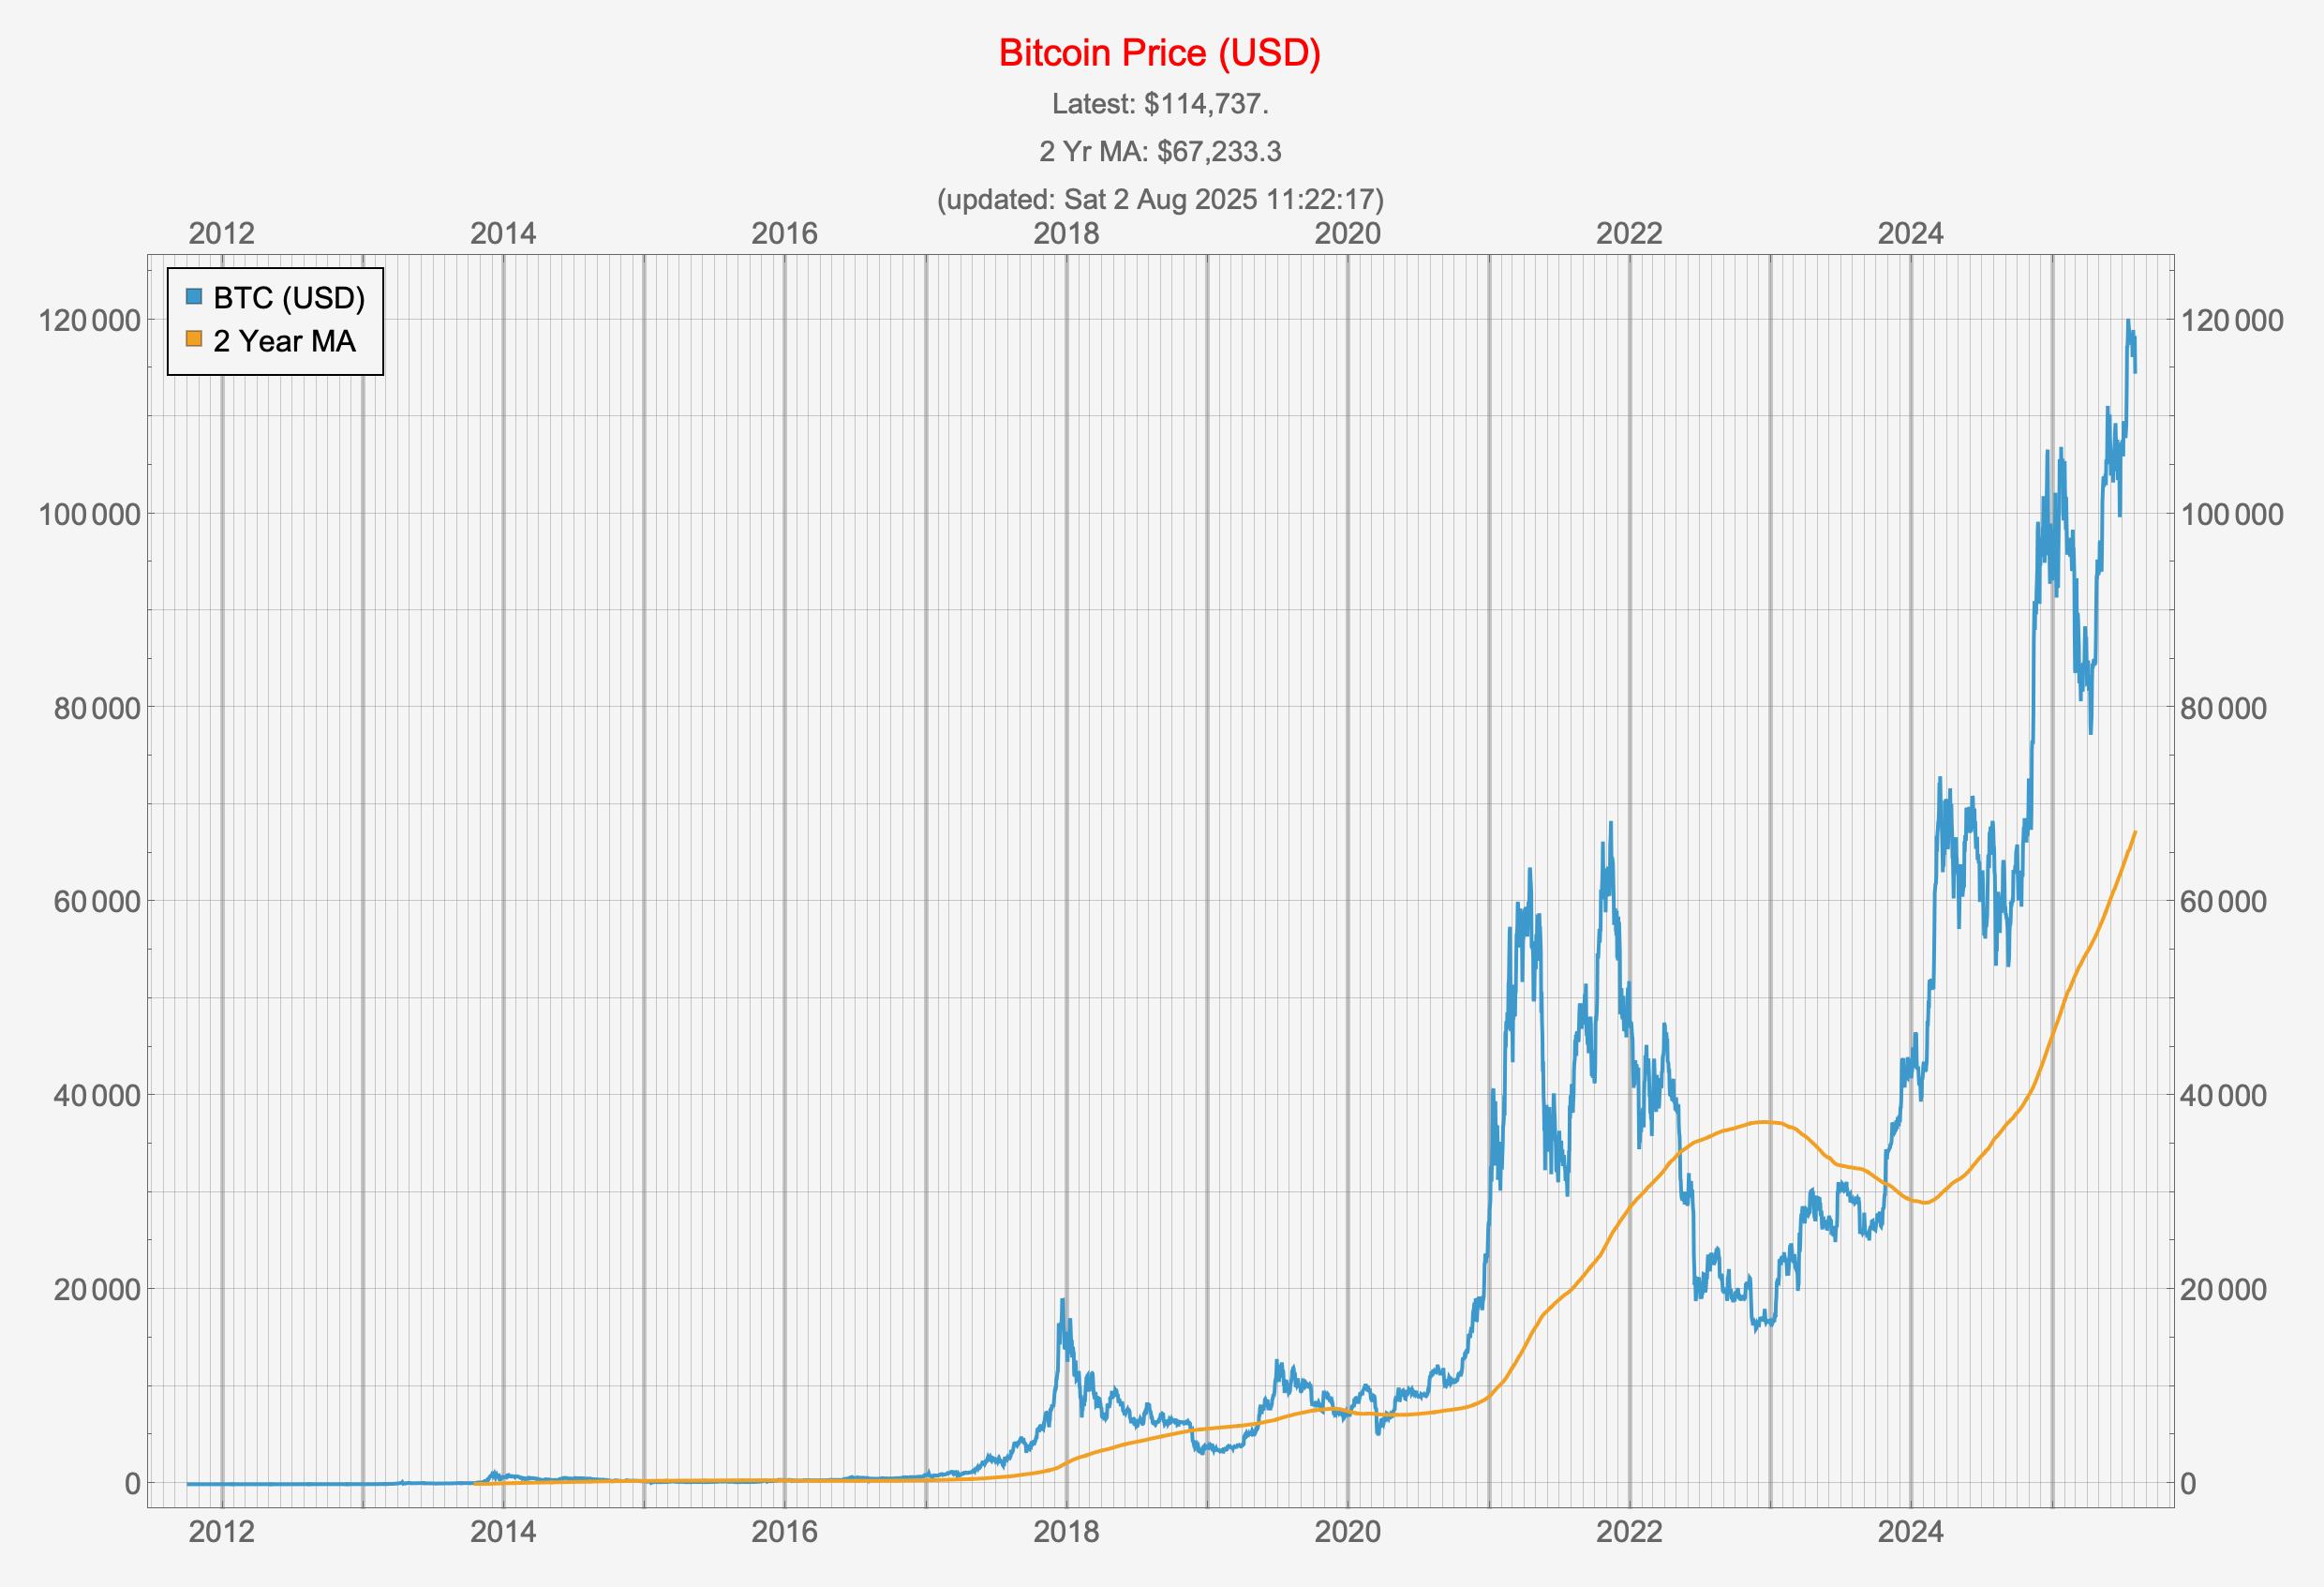 Bitcoin Price (USD)
Latest: $114,737.
2 Yr MA: $67,233.3
(updated: Sat 2 Aug 2025 11:22:17)
2012 2014 2016 2018 2020 2022 2024
BTC (USD)
2 Year MA
120 000 120 000
100 000 100 000
80 000 80 000
60 000 60 000
40 000 40 000
20 000 20 000
0 0
2012 2014 2016 2018 2020 2022 2024